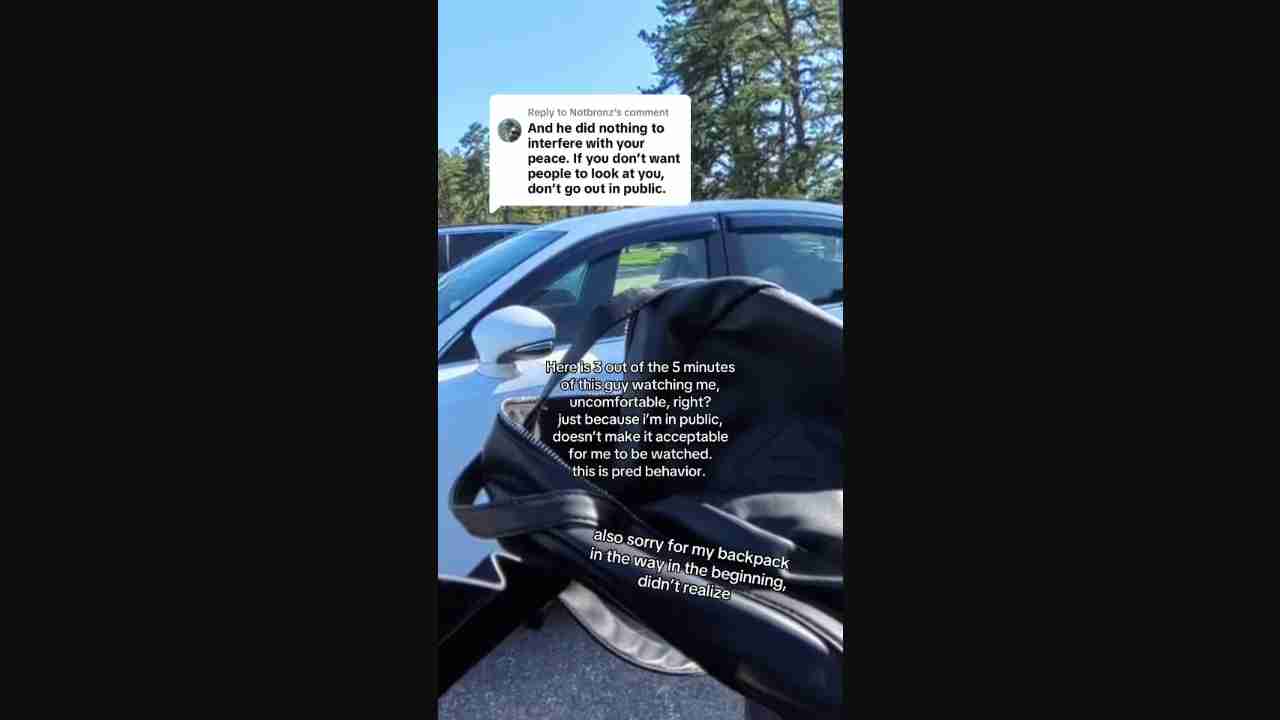 Reply to Notbronz's comment
And he did nothing to
interfere with your
peace. If you don't want
people to look at you,
don't go out in public.
Here is 3 out of the 5 minutes
of this guy watching me,
uncomfortable, right?
just because i'm in public,
doesn't make it acceptable
for me to be watched.
this is pred behavior.
also sorry for my backpack
in the way in the beginning,
didn't realize